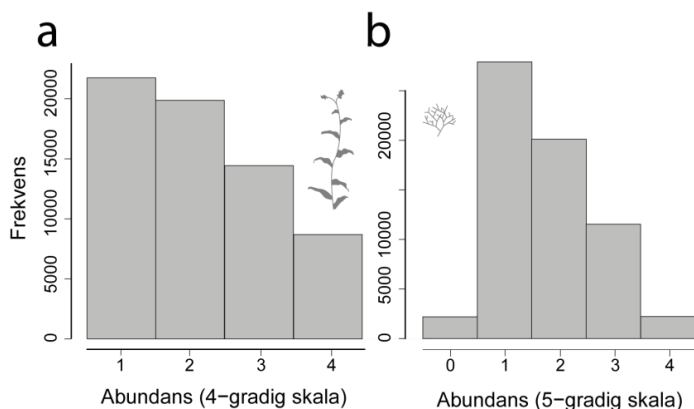 a
b
Frekvens
20000
15000
10000
5000
0
1 2 3 4
Abundans (4−gradig skala)
20000
10000
5000
0
0 1 2 3 4
Abundans (5−gradig skala)